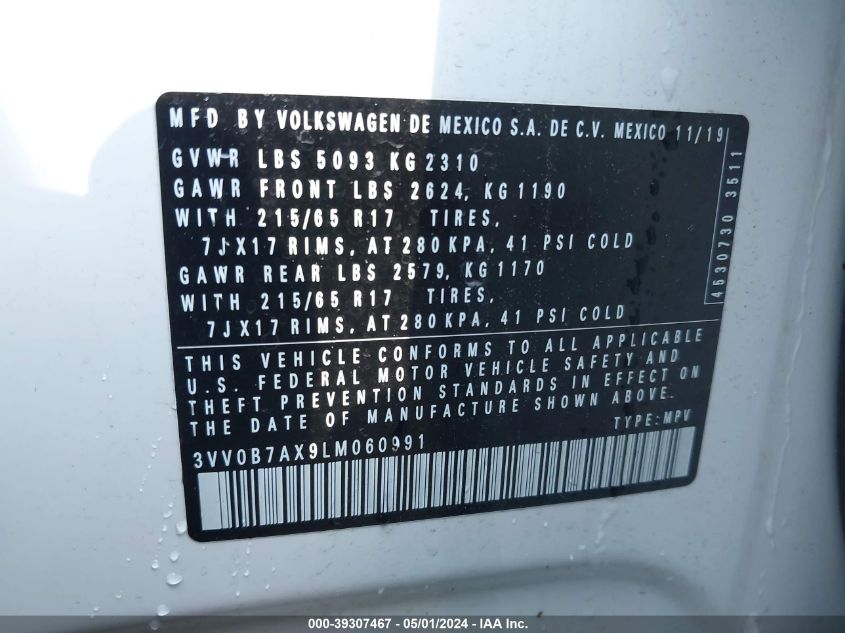 MFD BY VOLKSWAGEN DE MEXICO S.A. DE C.V. MEXICO 11/19
GVWR LBS 5093 KG 2310
GAWR FRONT LBS 2624, KG 1190
WITH 215/65 R17 TIRES,
7JX17 RIMS, AT 280 KPA, 41 PSI COLD
GAWR REAR LBS 2579, KG 1170
WITH 215/65 R17 TIRES,
7JX17 RIMS, AT 280 KPA, 41 PSI COLD
4530730 3511
THIS VEHICLE CONFORMS TO ALL APPLICABLE
U.S. FEDERAL MOTOR VEHICLE SAFETY AND
THEFT PREVENTION STANDARDS IN EFFECT ON
THE DATE OF MANUFACTURE SHOWN ABOVE.
TYPE: MPV
3VV0B7AX9LM060991
000-39307467 - 05/01/2024 - IAA Inc.